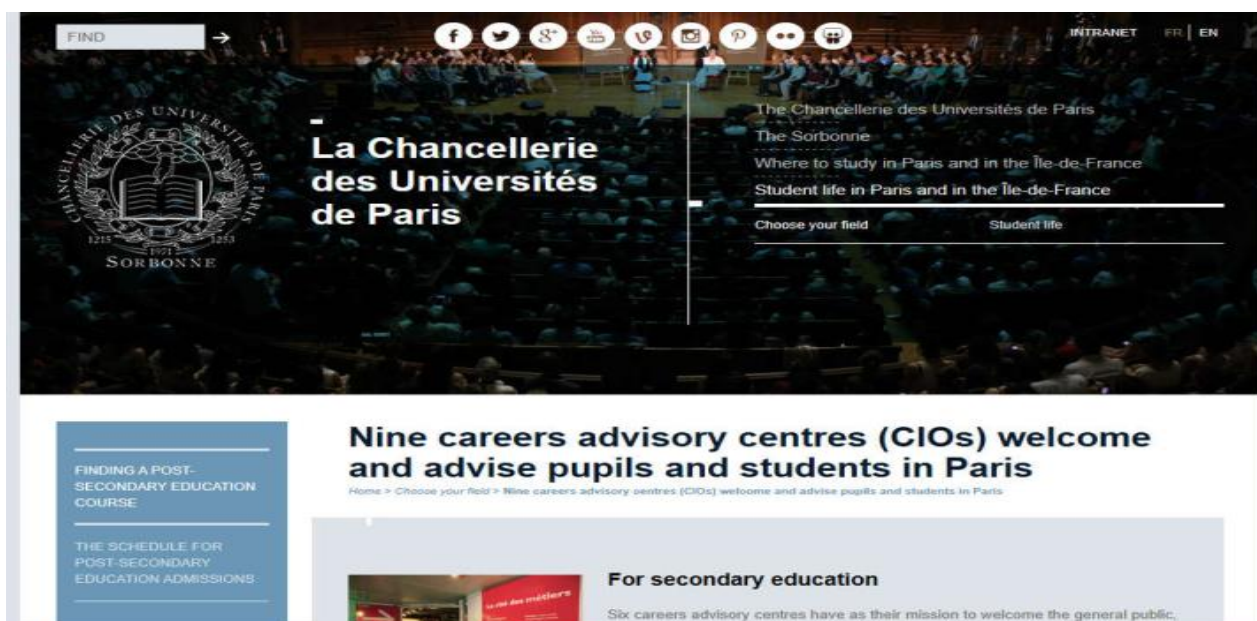 FIND
INTRANET FR | EN
CHANCELLERIE DES UNIVERSITÉS DE PARIS
1215 1253
1971
SORBONNE
La Chancellerie
des Universités
de Paris
The Chancellerie des Universités de Paris
The Sorbonne
Where to study in Paris and in the Île-de-France
Student life in Paris and in the Île-de-France
Choose your field Student life
FINDING A POST-
SECONDARY EDUCATION
COURSE
THE SCHEDULE FOR
POST-SECONDARY
EDUCATION ADMISSIONS
Nine careers advisory centres (CIOs) welcome
and advise pupils and students in Paris
Home > Choose your field > Nine careers advisory centres (CIOs) welcome and advise pupils and students in Paris
La cité des métiers
For secondary education
Six careers advisory centres have as their mission to welcome the general public,